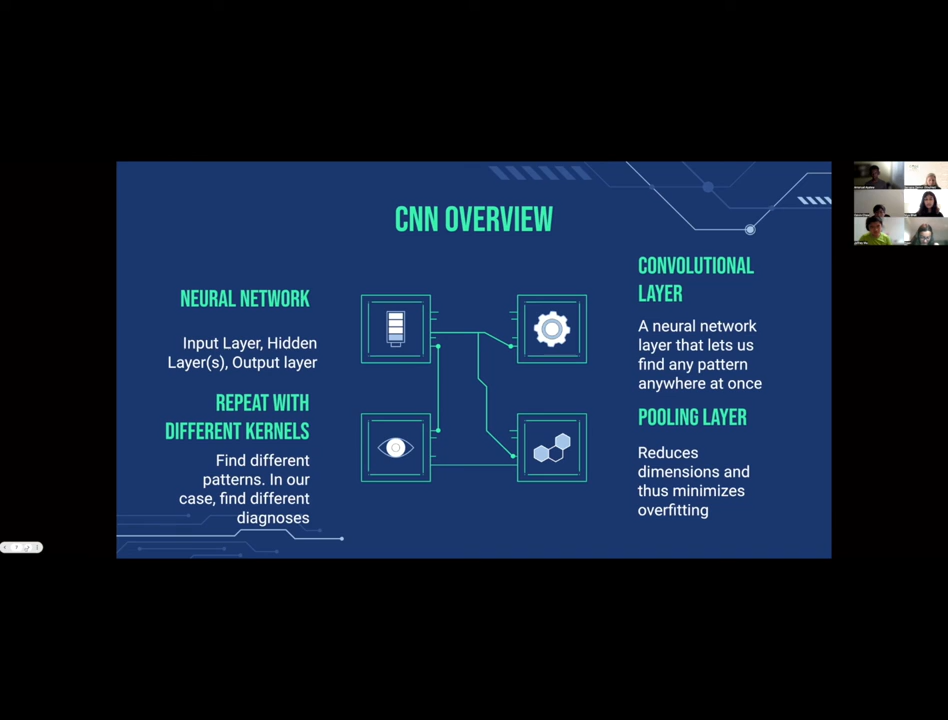 CNN OVERVIEW
NEURAL NETWORK
Input Layer, Hidden
Layer(s), Output layer
REPEAT WITH
DIFFERENT KERNELS
Find different
patterns. In our
case, find different
diagnoses
CONVOLUTIONAL
LAYER
A neural network
layer that lets us
find any pattern
anywhere at once
POOLING LAYER
Reduces
dimensions and
thus minimizes
overfitting